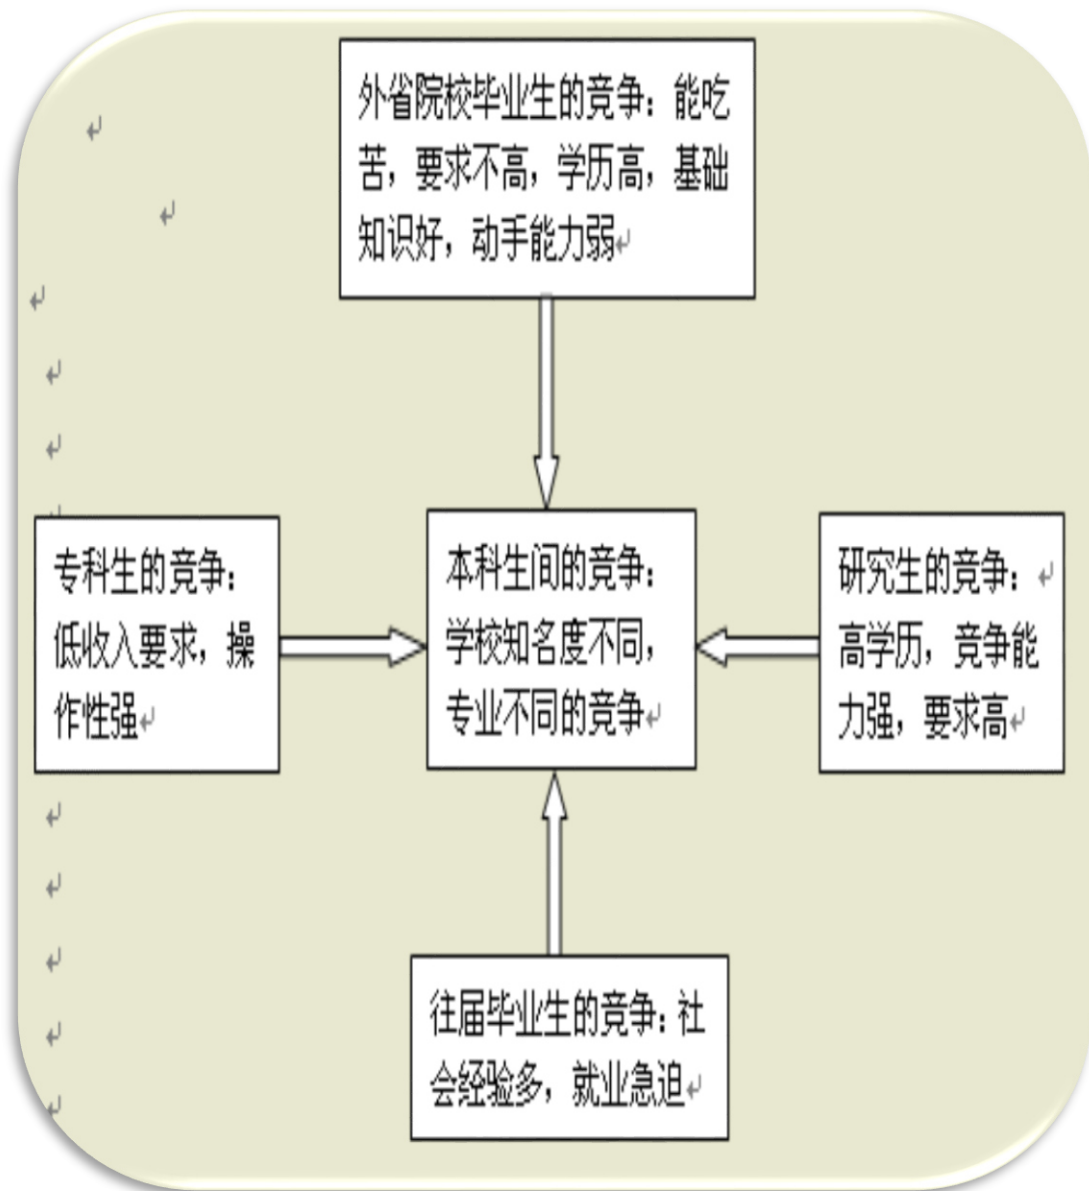 外省院校毕业生的竞争：能吃
苦，要求不高，学历高，基础
知识好，动手能力弱
专科生的竞争：
低收入要求，操
作性强
本科生间的竞争：
学校知名度不同，
专业不同的竞争
研究生的竞争：
高学历，竞争能
力强，要求高
往届毕业生的竞争：社
会经验多，就业急迫